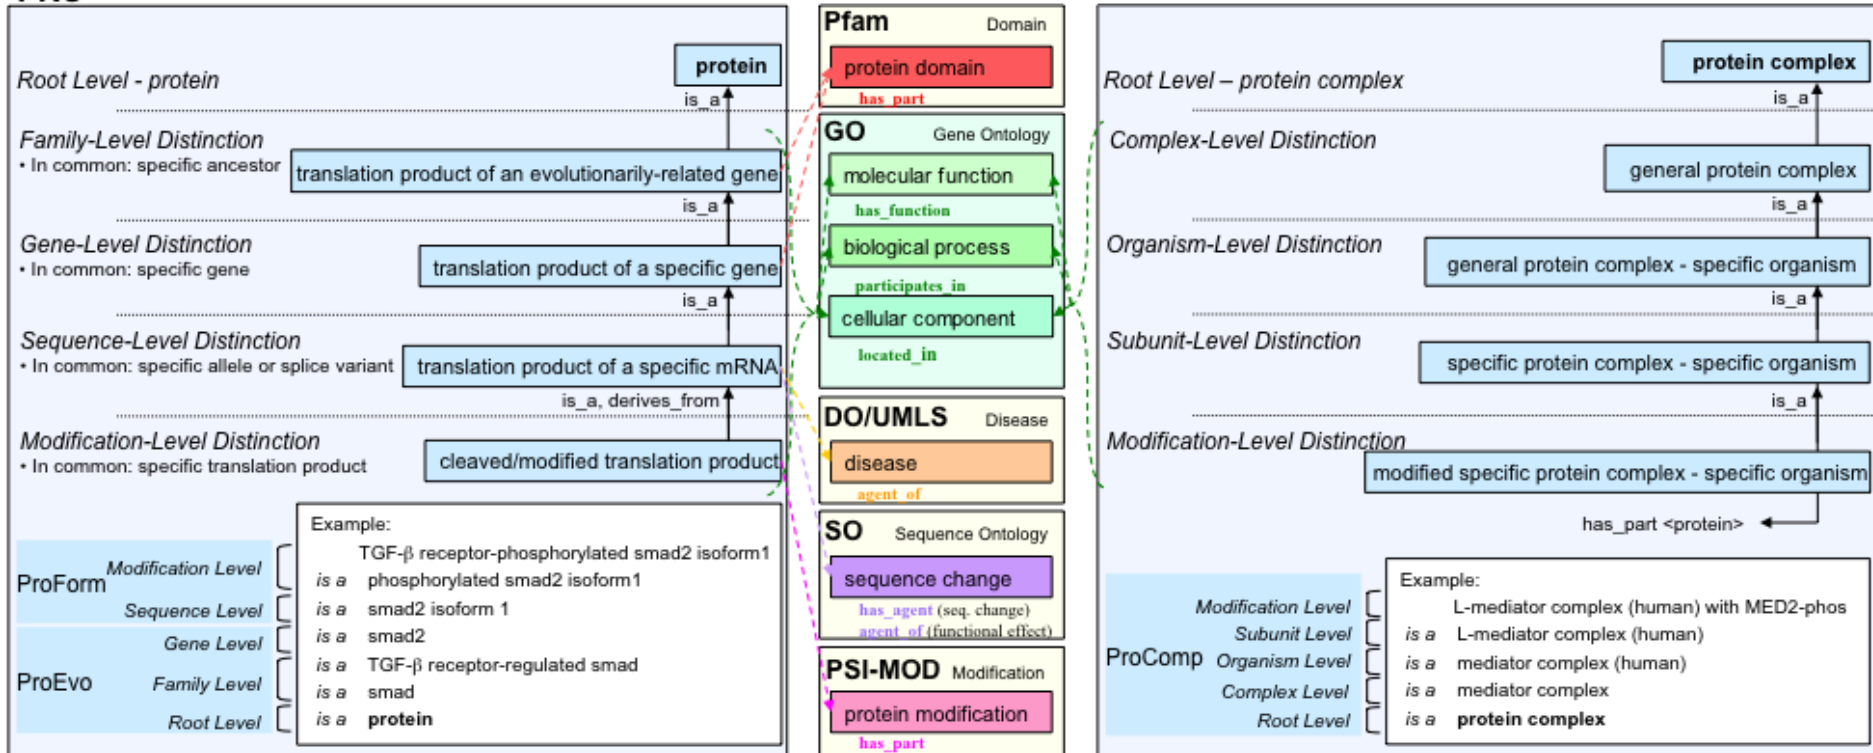 Root Level - protein
protein
is_a
Family-Level Distinction
• In common: specific ancestor
translation product of an evolutionarily-related gene
is_a
Gene-Level Distinction
• In common: specific gene
translation product of a specific gene
is_a
Sequence-Level Distinction
• In common: specific allele or splice variant
translation product of a specific mRNA
is_a, derives_from
Modification-Level Distinction
• In common: specific translation product
cleaved/modified translation product
Example:
TGF-β receptor-phosphorylated smad2 isoform1
is a phosphorylated smad2 isoform1
is a smad2 isoform 1
is a smad2
is a TGF-β receptor-regulated smad
is a smad
is a protein
ProForm
Modification Level
Sequence Level
ProEvo
Gene Level
Family Level
Root Level
Pfam Domain
protein domain
has_part
GO Gene Ontology
molecular function
has_function
biological process
participates_in
cellular component
located_in
DO/UMLS Disease
disease
agent_of
SO Sequence Ontology
sequence change
has_agent (seq. change)
agent_of (functional effect)
PSI-MOD Modification
protein modification
has_part
Root Level – protein complex
protein complex
is_a
Complex-Level Distinction
general protein complex
is_a
Organism-Level Distinction
general protein complex - specific organism
is_a
Subunit-Level Distinction
specific protein complex - specific organism
is_a
Modification-Level Distinction
modified specific protein complex - specific organism
has_part <protein>
Example:
L-mediator complex (human) with MED2-phos
is a L-mediator complex (human)
is a mediator complex (human)
is a mediator complex
is a protein complex
ProComp
Modification Level
Subunit Level
Organism Level
Complex Level
Root Level